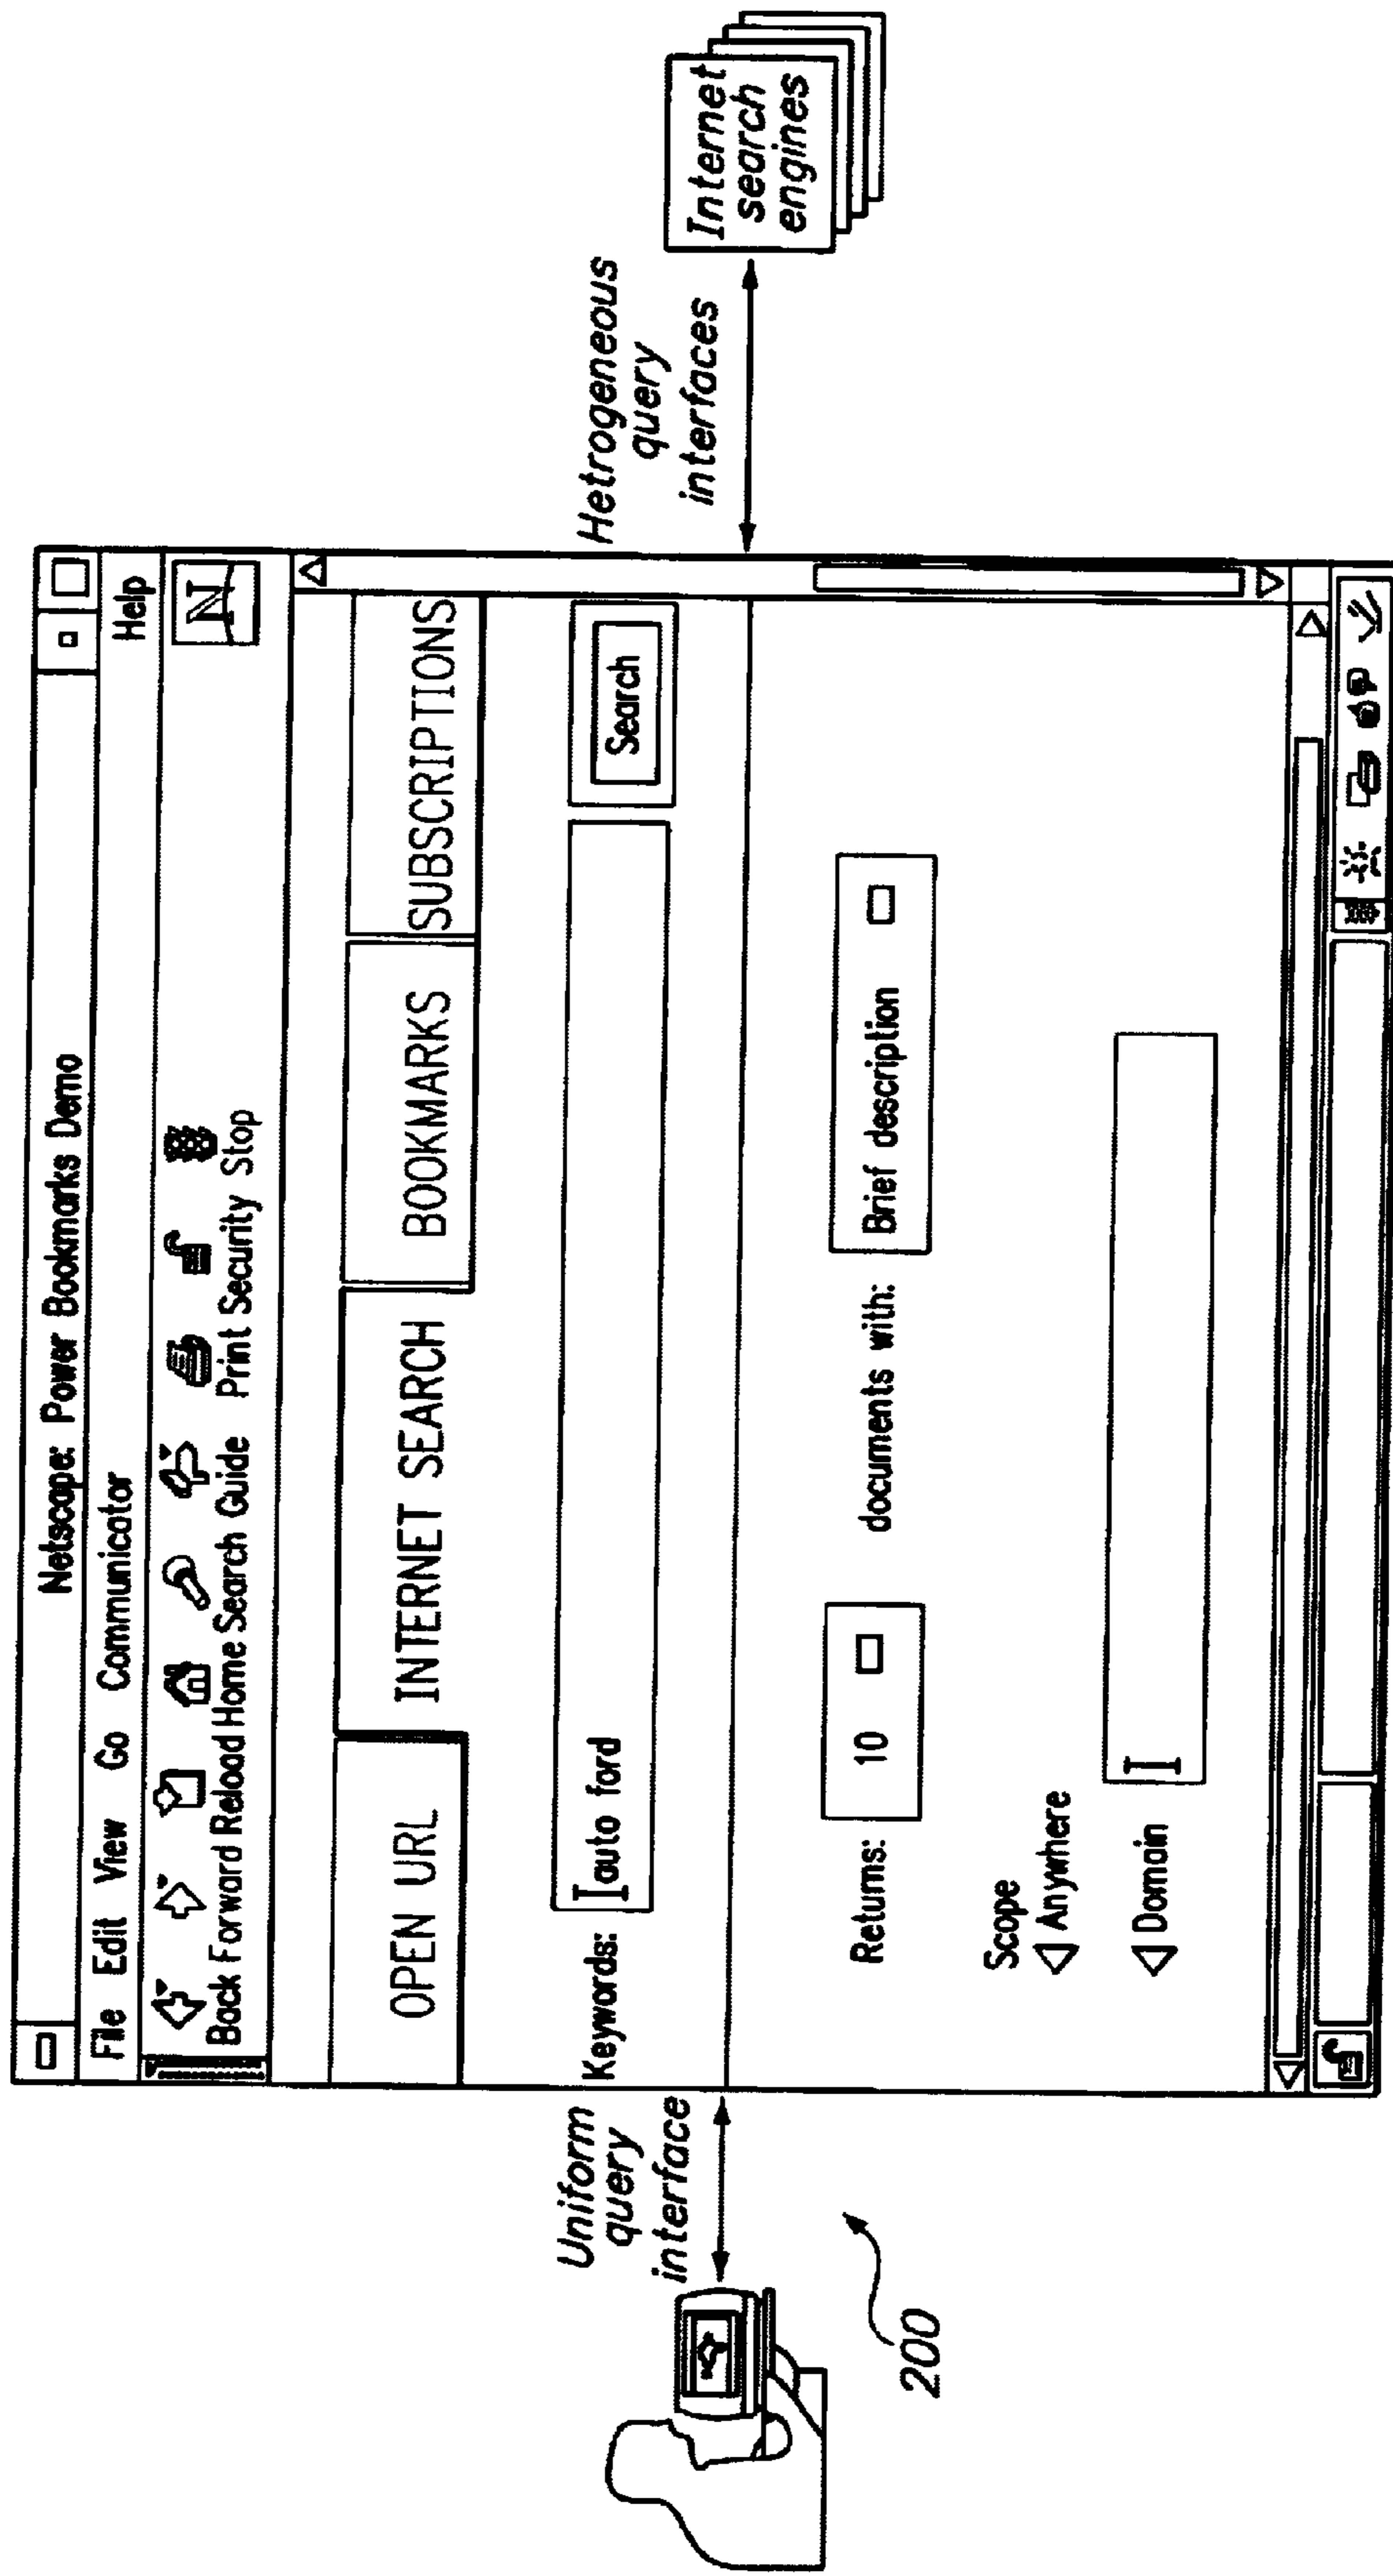 Netscape: Power Bookmarks Demo
File Edit View Go Communicator Help
Back Forward Reload Home Search Guide Print Security Stop
N
OPEN URL INTERNET SEARCH BOOKMARKS SUBSCRIPTIONS
Uniform
query
interface
Keywords: auto ford Search
Hetrogeneous
query
interfaces
Internet
search
engines
Returns: 10 documents with: Brief description
Scope
Anywhere
Domain
200